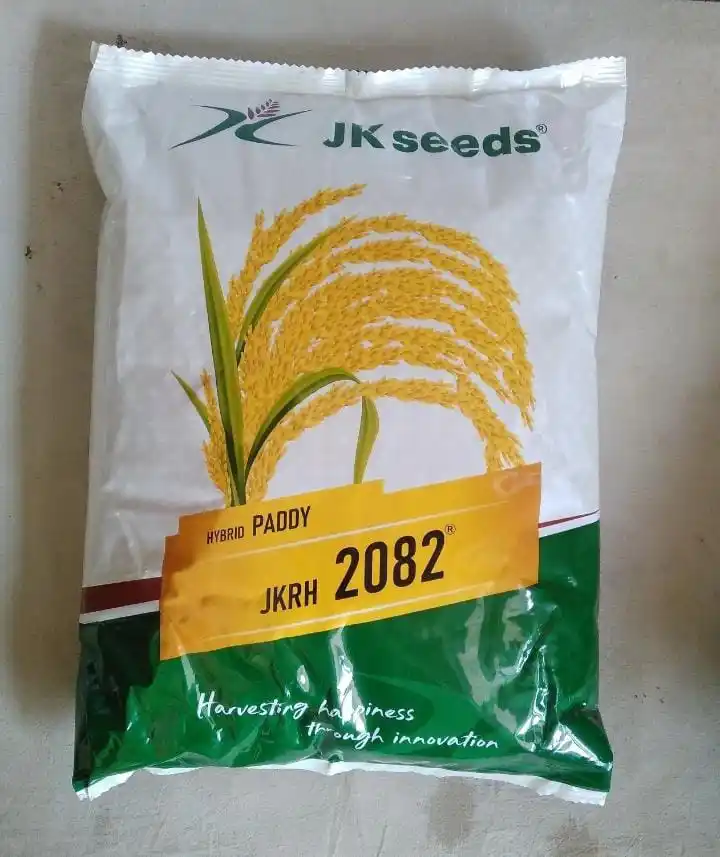 JK seeds®
HYBRID PADDY
JKRH 2082®
Harvesting happiness
through innovation